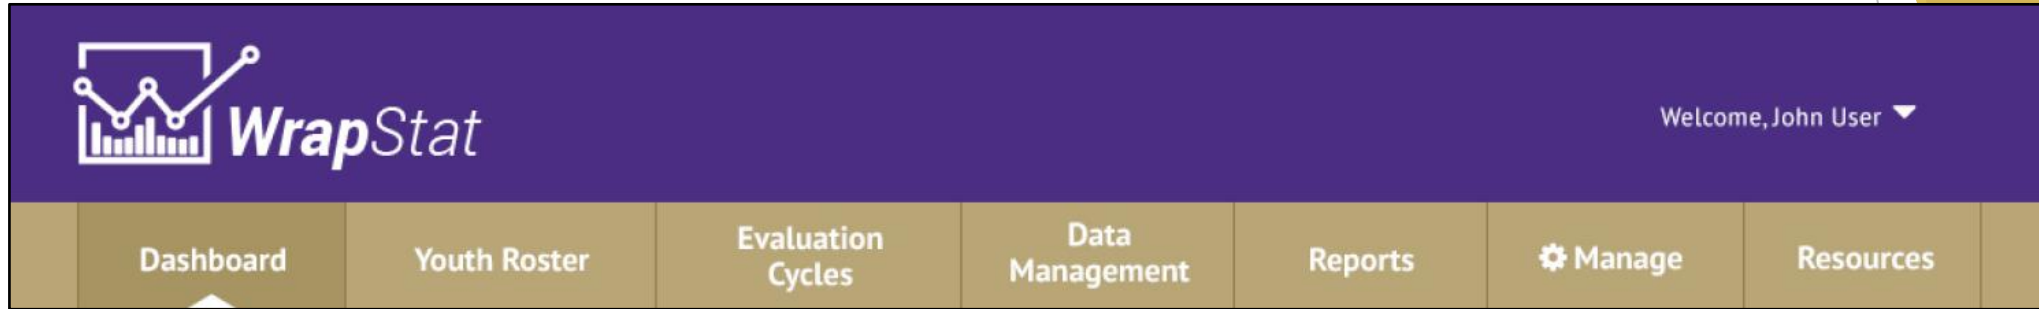 WrapStat
Welcome, John User
Dashboard
Youth Roster
Evaluation
Cycles
Data
Management
Reports
Manage
Resources